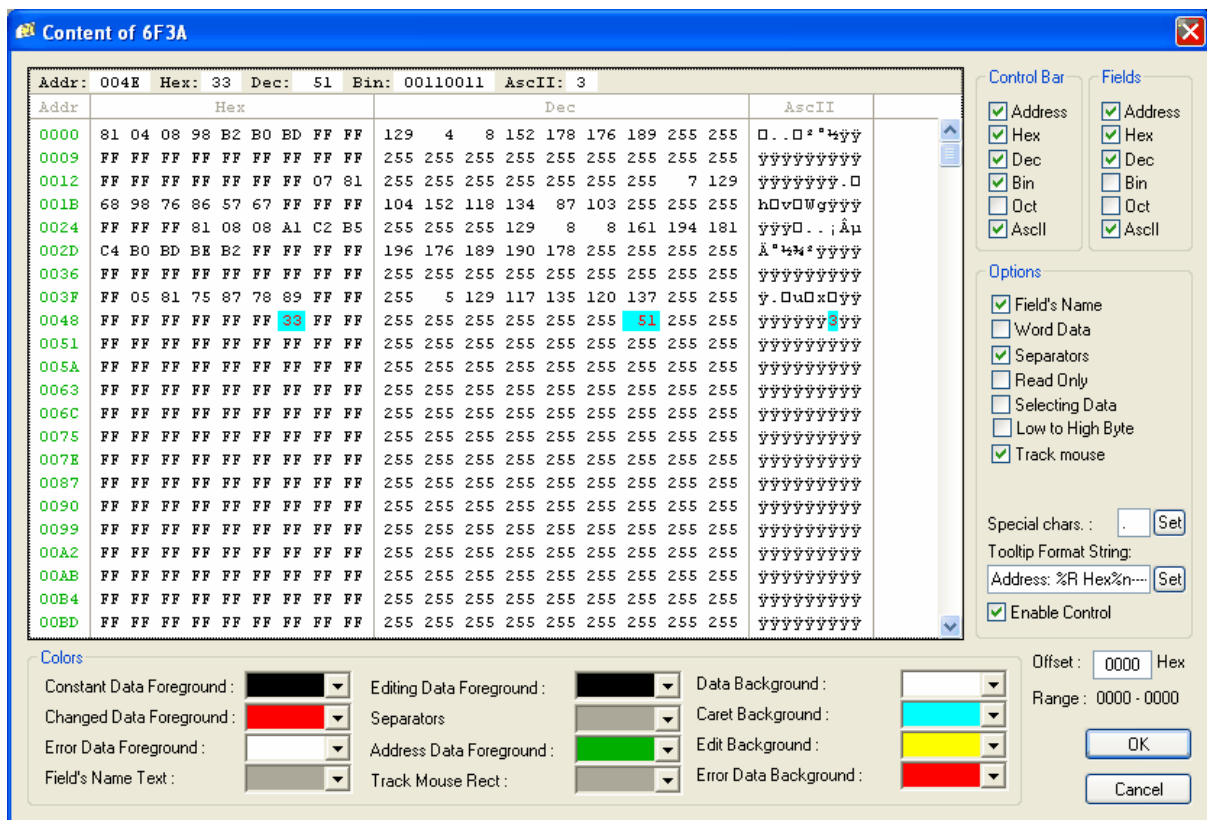 Content of 6F3A
Addr: 004E Hex: 33 Dec: 51 Bin: 00110011 AscII: 3
Addr Hex Dec AscII
0000 81 04 08 98 B2 B0 BD FF FF 129 4 8 152 178 176 189 255 255 □..□²°½ÿÿ
0009 FF FF FF FF FF FF FF FF FF 255 255 255 255 255 255 255 255 255 ÿÿÿÿÿÿÿÿÿ
0012 FF FF FF FF FF FF FF 07 81 255 255 255 255 255 255 255 7 129 ÿÿÿÿÿÿÿ.□
001B 68 98 76 86 57 67 FF FF FF 104 152 118 134 87 103 255 255 255 h□v□Wgÿÿÿ
0024 FF FF FF 81 08 08 A1 C2 B5 255 255 255 129 8 8 161 194 181 ÿÿÿ□..¡Âµ
002D C4 B0 BD BE B2 FF FF FF FF 196 176 189 190 178 255 255 255 255 Ä°½¾²ÿÿÿÿ
0036 FF FF FF FF FF FF FF FF FF 255 255 255 255 255 255 255 255 255 ÿÿÿÿÿÿÿÿÿ
003F FF 05 81 75 87 78 89 FF FF 255 5 129 117 135 120 137 255 255 ÿ.□u□x□ÿÿ
0048 FF FF FF FF FF FF 33 FF FF 255 255 255 255 255 255 51 255 255 ÿÿÿÿÿÿ3ÿÿ
0051 FF FF FF FF FF FF FF FF FF 255 255 255 255 255 255 255 255 255 ÿÿÿÿÿÿÿÿÿ
005A FF FF FF FF FF FF FF FF FF 255 255 255 255 255 255 255 255 255 ÿÿÿÿÿÿÿÿÿ
0063 FF FF FF FF FF FF FF FF FF 255 255 255 255 255 255 255 255 255 ÿÿÿÿÿÿÿÿÿ
006C FF FF FF FF FF FF FF FF FF 255 255 255 255 255 255 255 255 255 ÿÿÿÿÿÿÿÿÿ
0075 FF FF FF FF FF FF FF FF FF 255 255 255 255 255 255 255 255 255 ÿÿÿÿÿÿÿÿÿ
007E FF FF FF FF FF FF FF FF FF 255 255 255 255 255 255 255 255 255 ÿÿÿÿÿÿÿÿÿ
0087 FF FF FF FF FF FF FF FF FF 255 255 255 255 255 255 255 255 255 ÿÿÿÿÿÿÿÿÿ
0090 FF FF FF FF FF FF FF FF FF 255 255 255 255 255 255 255 255 255 ÿÿÿÿÿÿÿÿÿ
0099 FF FF FF FF FF FF FF FF FF 255 255 255 255 255 255 255 255 255 ÿÿÿÿÿÿÿÿÿ
00A2 FF FF FF FF FF FF FF FF FF 255 255 255 255 255 255 255 255 255 ÿÿÿÿÿÿÿÿÿ
00AB FF FF FF FF FF FF FF FF FF 255 255 255 255 255 255 255 255 255 ÿÿÿÿÿÿÿÿÿ
00B4 FF FF FF FF FF FF FF FF FF 255 255 255 255 255 255 255 255 255 ÿÿÿÿÿÿÿÿÿ
00BD FF FF FF FF FF FF FF FF FF 255 255 255 255 255 255 255 255 255 ÿÿÿÿÿÿÿÿÿ
Control Bar
Address
Hex
Dec
Bin
Oct
AscII
Fields
Address
Hex
Dec
Bin
Oct
AscII
Options
Field's Name
Word Data
Separators
Read Only
Selecting Data
Low to High Byte
Track mouse
Special chars. : . Set
Tooltip Format String:
Address: %R Hex%n---- Set
Enable Control
Offset : 0000 Hex
Range : 0000 - 0000
OK
Cancel
Colors
Constant Data Foreground :
Changed Data Foreground :
Error Data Foreground :
Field's Name Text :
Editing Data Foreground :
Separators
Address Data Foreground :
Track Mouse Rect :
Data Background :
Caret Background :
Edit Background :
Error Data Background :